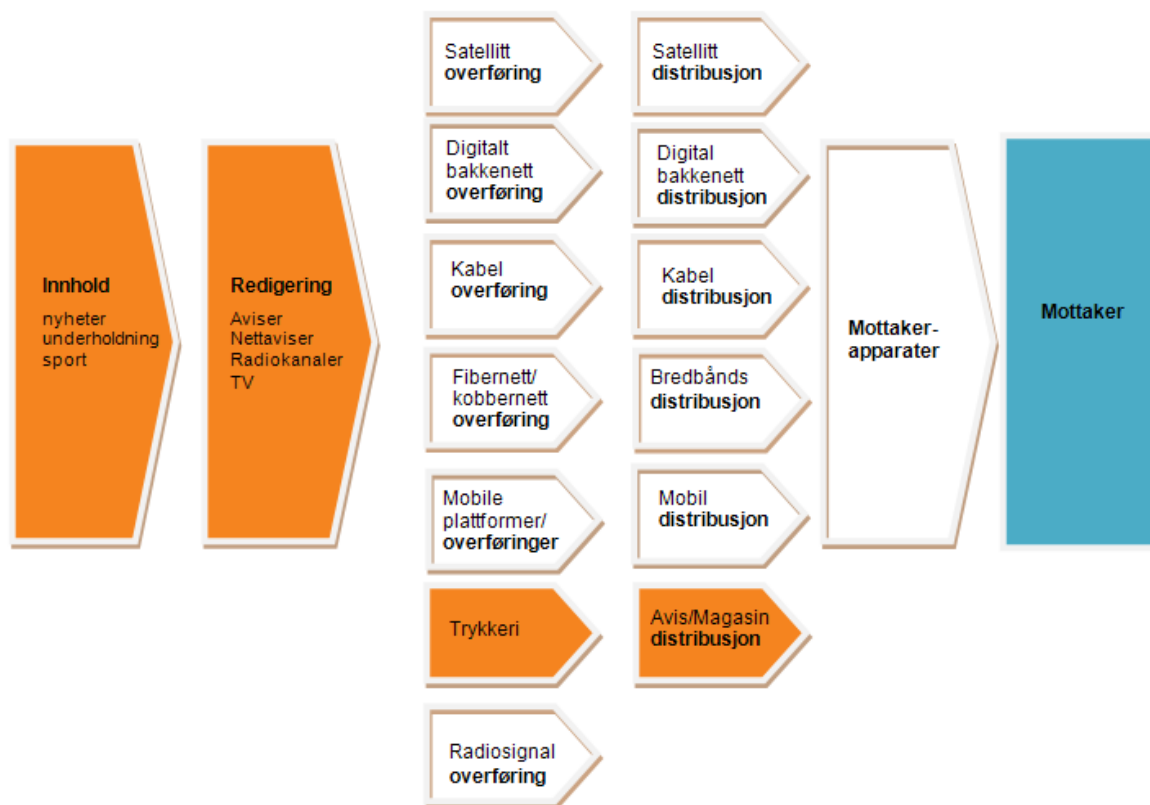 Innhold
nyheter
underholdning
sport
Redigering
Aviser
Nettaviser
Radiokanaler
TV
Satellitt
overføring
Digitalt
bakkenett
overføring
Kabel
overføring
Fibernett/
kobbernett
overføring
Mobile
plattformer/
overføringer
Trykkeri
Radiosignal
overføring
Satellitt
distribusjon
Digital
bakkenett
distribusjon
Kabel
distribusjon
Bredbånds
distribusjon
Mobil
distribusjon
Avis/Magasin
distribusjon
Mottaker-
apparater
Mottaker